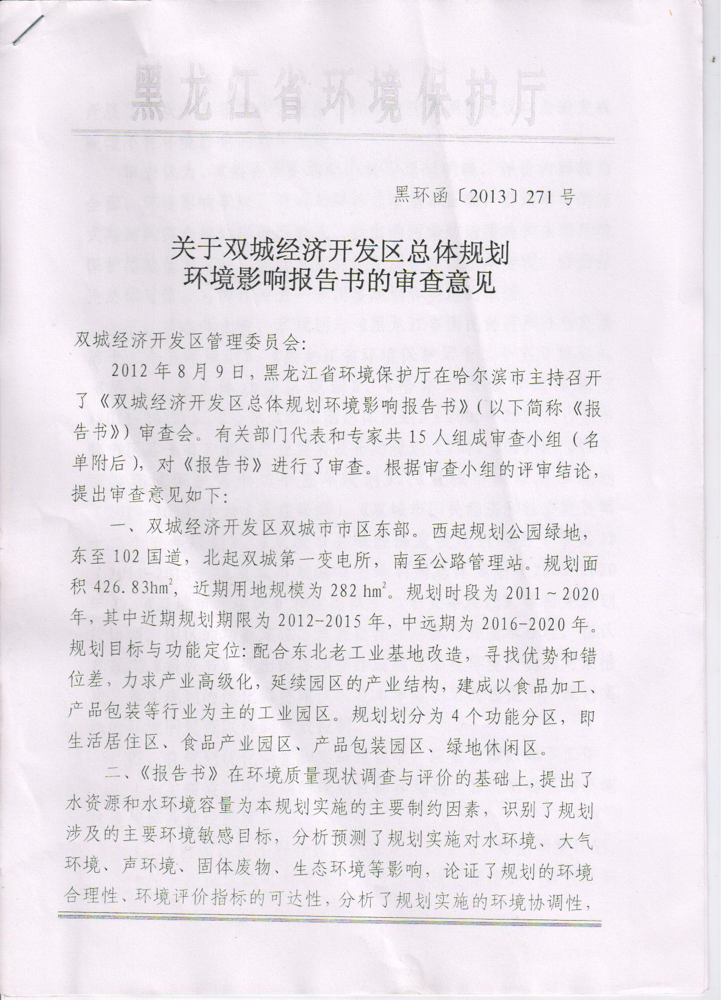 黑龙江省环境保护厅
黑环函〔2013〕271号
关于双城经济开发区总体规划
环境影响报告书的审查意见
双城经济开发区管理委员会：
2012年8月9日，黑龙江省环境保护厅在哈尔滨市主持召开
了《双城经济开发区总体规划环境影响报告书》（以下简称《报
告书》）审查会。有关部门代表和专家共15人组成审查小组（名
单附后），对《报告书》进行了审查。根据审查小组的评审结论，
提出审查意见如下：
一、双城经济开发区双城市市区东部。西起规划公园绿地，
东至102国道，北起双城第一变电所，南至公路管理站。规划面
积426.83hm²，近期用地规模为282hm²。规划时段为2011～2020
年，其中近期规划期限为2012-2015年，中远期为2016-2020年。
规划目标与功能定位：配合东北老工业基地改造，寻找优势和错
位差，力求产业高级化，延续园区的产业结构，建成以食品加工、
产品包装等行业为主的工业园区。规划划分为4个功能分区，即
生活居住区、食品产业园区、产品包装园区、绿地休闲区。
二、《报告书》在环境质量现状调查与评价的基础上，提出了
水资源和水环境容量为本规划实施的主要制约因素，识别了规划
涉及的主要环境敏感目标，分析预测了规划实施对水环境、大气
环境、声环境、固体废物、生态环境等影响，论证了规划的环境
合理性、环境评价指标的可达性，分析了规划实施的环境协调性，